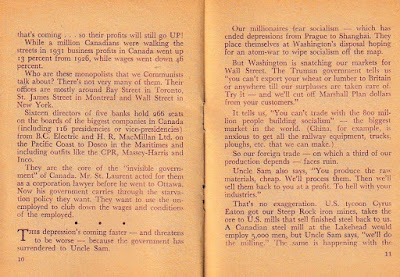 that's coming . . . so their profits will still go UP!
While a million Canadians were walking
the streets in 1931 business profits in Canada went up
13 percent from 1926, while wages went down 46
percent.
Who are these monopolists that we Communists
talk about? There's not very many of them. Their
offices are mostly around Bay Street in Toronto,
St. James Street in Montreal and Wall Street in
New York.
Sixteen directors of five banks held 266 seats
on the boards of the biggest companies in Canada
(including 116 presidencies or vice-presidencies)
from B.C. Electric and H. R. MacMillan Ltd. on
the Pacific Coast to Dosco in the Maritimes and
including outfits like the CPR, Massey-Harris and
Inco.
They are the core of the "invisible govern-
ment" of Canada. Mr. St. Laurent acted for them
as a corporation lawyer before he went to Ottawa.
Now his government carries through the starva-
tion policy they want. They want to use the un-
employed to club down the wages and conditions
of the employed.
• • •
THIS depression's coming faster — and threatens
to be worse — because the government has
surrendered to Uncle Sam.
10
Our millionaires fear socialism — which has
ended depressions from Prague to Shanghai. They
place themselves at Washington's disposal hoping
for an atom-war to wipe socialism off the map.
But Washington is snatching our markets for
Wall Street. The Truman government tells us
"you can't export your wheat or lumber to Britain
or anywhere till our surpluses are taken care of.
Try it — and we'll cut off Marshall Plan dollars
from your customers."
It tells us, "You can't trade with the 800 mil-
lion people building socialism" — the biggest
market in the world. (China, for example, is
anxious to get all the railway equipment, trucks,
ploughs, etc. that we can make.)
So our foreign trade — on which a third of our
production depends — faces ruin.
Uncle Sam also says, "You produce the raw
materials, cheap. We'll process them. Then we'll
sell them back to you at a profit. To hell with your
industries."
That's no exaggeration. U.S. tycoon Cyrus
Eaton got our Steep Rock iron mines, takes the
ore to U.S. mills that sell finished steel back to us.
A Canadian steel mill at the Lakehead would
employ 5,000 men, but Uncle Sam says, "we'll do
the milling." The same is happening with the
11